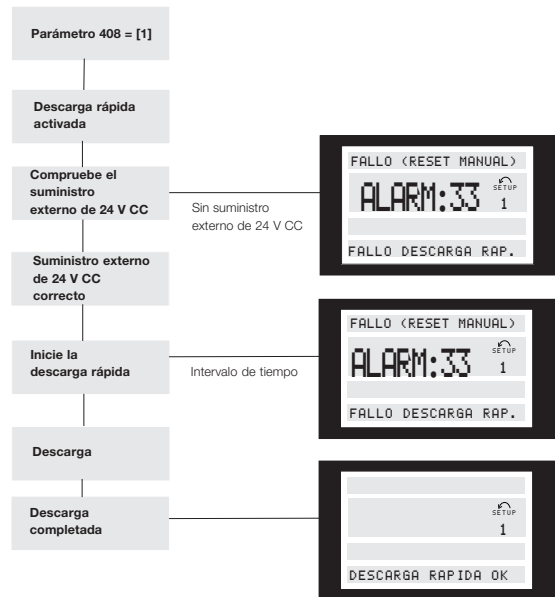 Parámetro 408 = [1]
Descarga rápida
activada
Compruebe el
suministro
externo de 24 V CC
Sin suministro
externo de 24 V CC
FALLO (RESET MANUAL)
ALARM:33
SETUP
1
FALLO DESCARGA RAP.
Suministro externo
de 24 V CC
correcto
Inicie la
descarga rápida
Intervalo de tiempo
FALLO (RESET MANUAL)
ALARM:33
SETUP
1
FALLO DESCARGA RAP.
Descarga
Descarga
completada
SETUP
1
DESCARGA RAPIDA OK